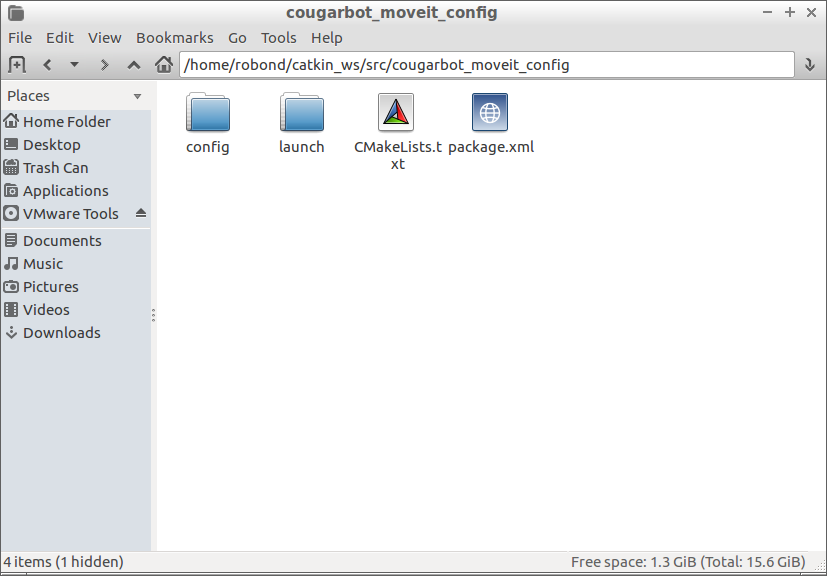 cougarbot_moveit_config
File Edit View Bookmarks Go Tools Help
/home/robond/catkin_ws/src/cougarbot_moveit_config
Places
Home Folder
Desktop
Trash Can
Applications
VMware Tools
Documents
Music
Pictures
Videos
Downloads
config launch CMakeLists.t package.xml
xt
4 items (1 hidden) Free space: 1.3 GiB (Total: 15.6 GiB)